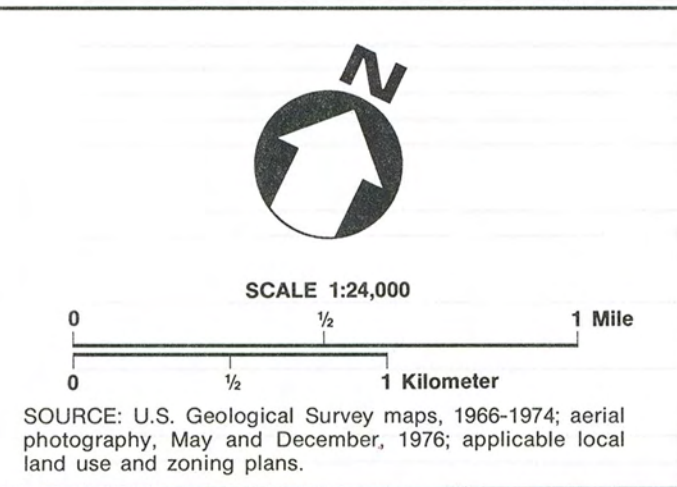 N
SCALE 1:24,000
0 ½ 1 Mile
0 ½ 1 Kilometer
SOURCE: U.S. Geological Survey maps, 1966-1974; aerial
photography, May and December, 1976; applicable local
land use and zoning plans.